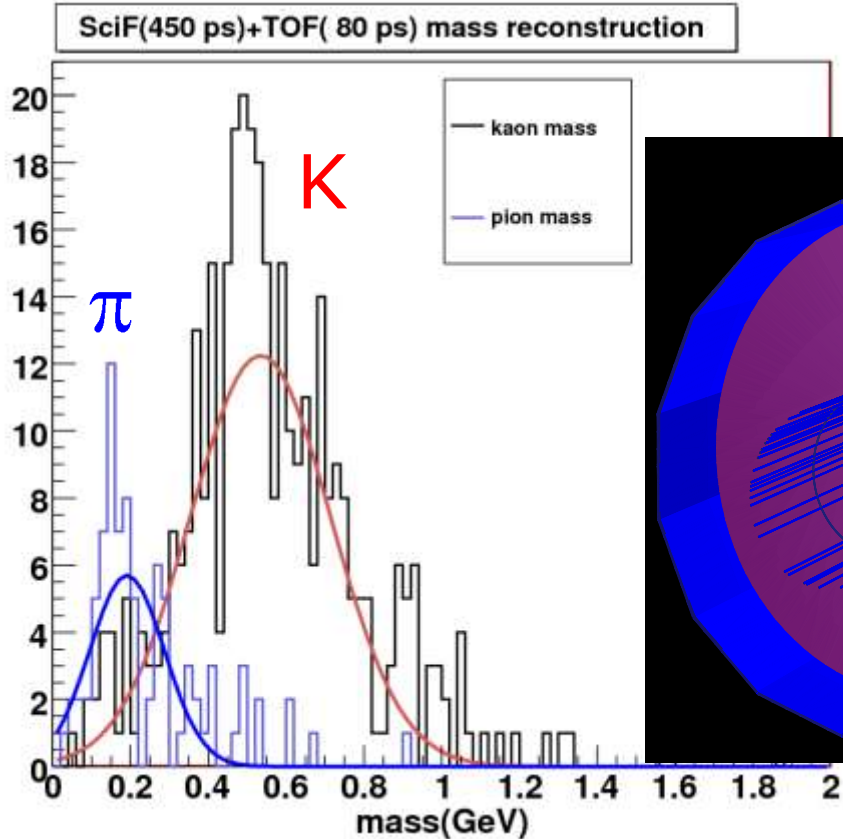 SciF(450 ps)+TOF( 80 ps) mass reconstruction
20
18
16
14
12
10
8
6
4
2
0
K
π
kaon mass
pion mass
0 0.2 0.4 0.6 0.8 1 1.2 1.4 1.6 1.8 2
mass(GeV)